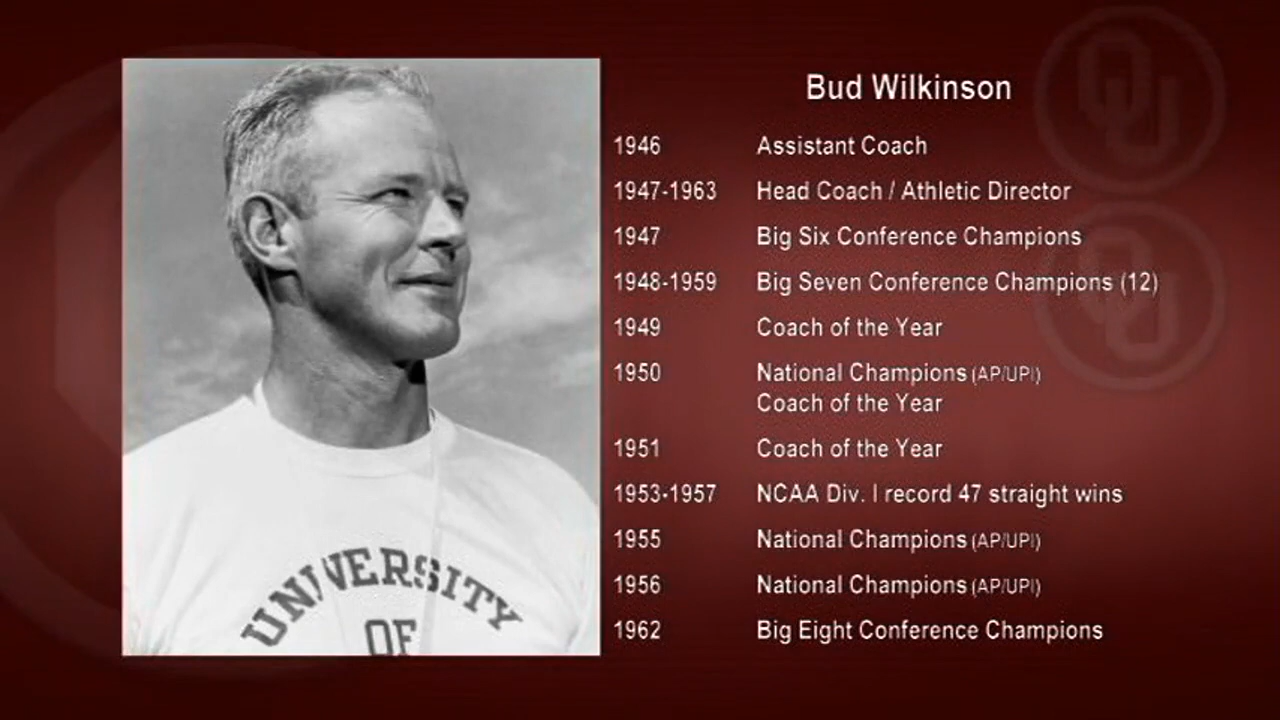 Bud Wilkinson
1946 Assistant Coach
1947-1963 Head Coach / Athletic Director
1947 Big Six Conference Champions
1948-1959 Big Seven Conference Champions (12)
1949 Coach of the Year
1950 National Champions (AP/UPI)
Coach of the Year
1951 Coach of the Year
1953-1957 NCAA Div. I record 47 straight wins
1955 National Champions (AP/UPI)
1956 National Champions (AP/UPI)
1962 Big Eight Conference Champions
UNIVERSITY
OF
OU
OU